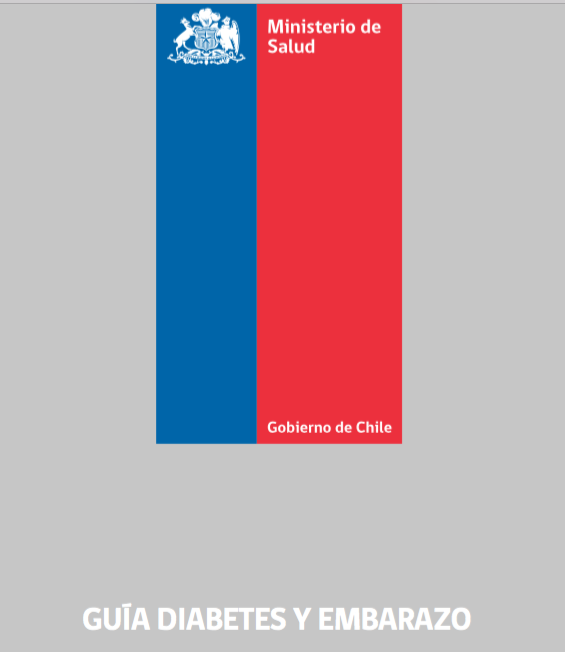 Ministerio de
Salud
Gobierno de Chile
GUÍA DIABETES Y EMBARAZO